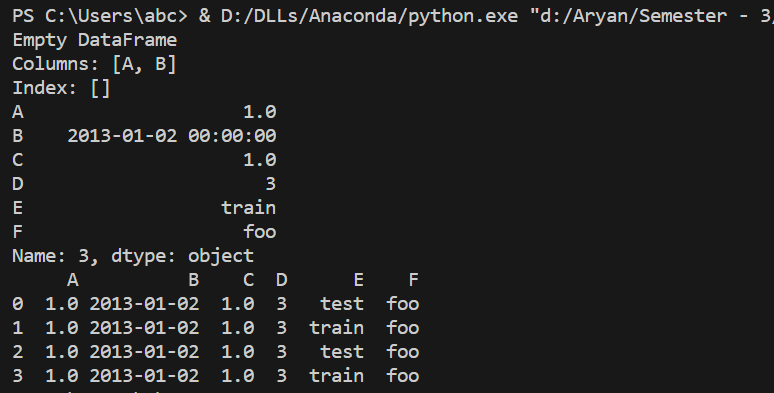 PS C:\Users\abc> & D:/DLLs/Anaconda/python.exe "d:/Aryan/Semester - 3/
Empty DataFrame
Columns: [A, B]
Index: []
A                    1.0
B    2013-01-02 00:00:00
C                    1.0
D                      3
E                  train
F                    foo
Name: 3, dtype: object
     A          B    C  D      E    F
0  1.0 2013-01-02  1.0  3   test  foo
1  1.0 2013-01-02  1.0  3  train  foo
2  1.0 2013-01-02  1.0  3   test  foo
3  1.0 2013-01-02  1.0  3  train  foo